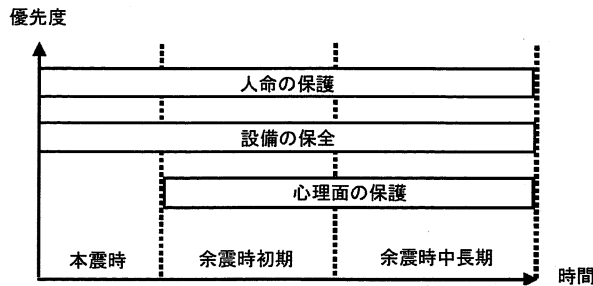 優先度
人命の保護
設備の保全
心理面の保護
本震時
余震時初期
余震時中長期
時間